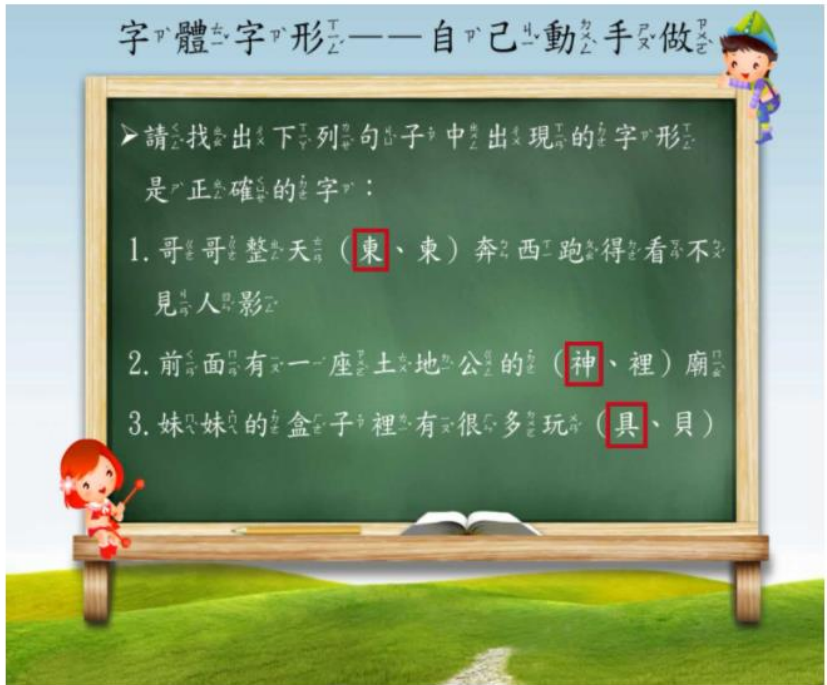 字體字形——自己動手做
➢請找出下列句子中出現的字形
是正確的字:
1.哥哥整天(東、東)奔西跑得看不
見人影
2.前面有一座土地公的(神、裡)廟
3.妹妹的盒子裡有很多玩(具、貝)